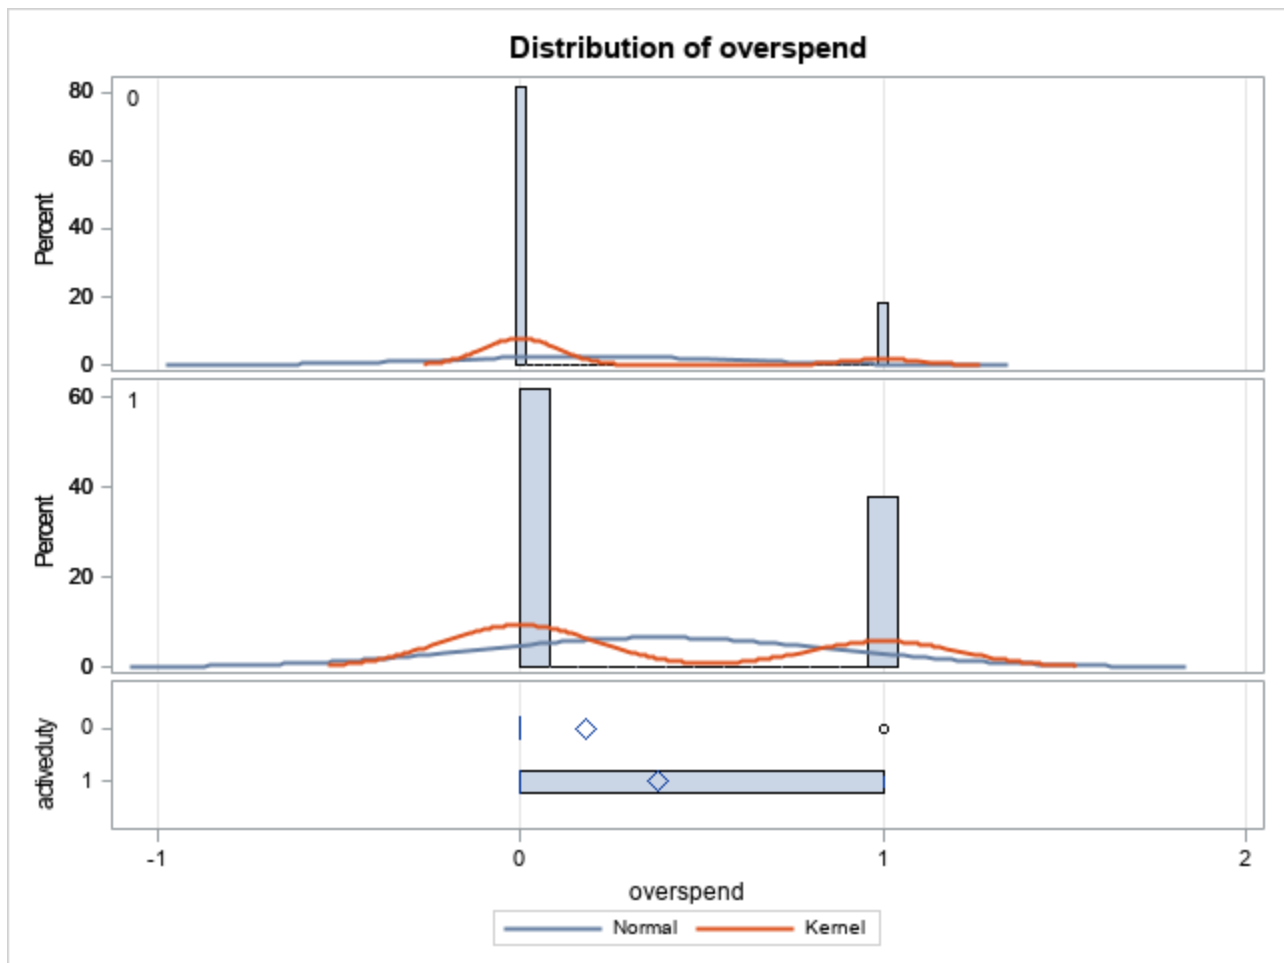 Distribution of overspend
80
60
40
20
0
Percent
0
60
40
20
0
Percent
1
0
1
activeduty
-1 0 1 2
overspend
Normal Kernel